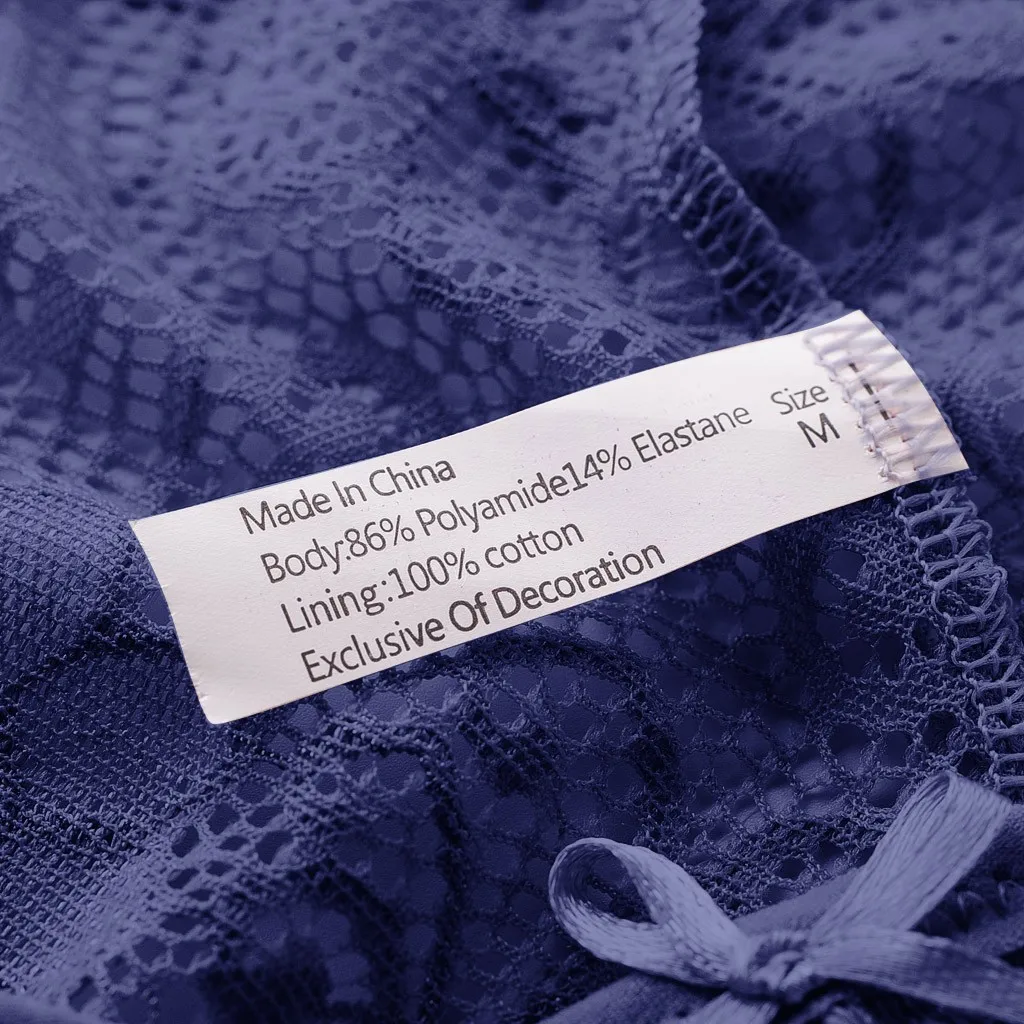 Made In China
Body:86% Polyamide14% Elastane
Lining:100% cotton
Exclusive Of Decoration
Size
M